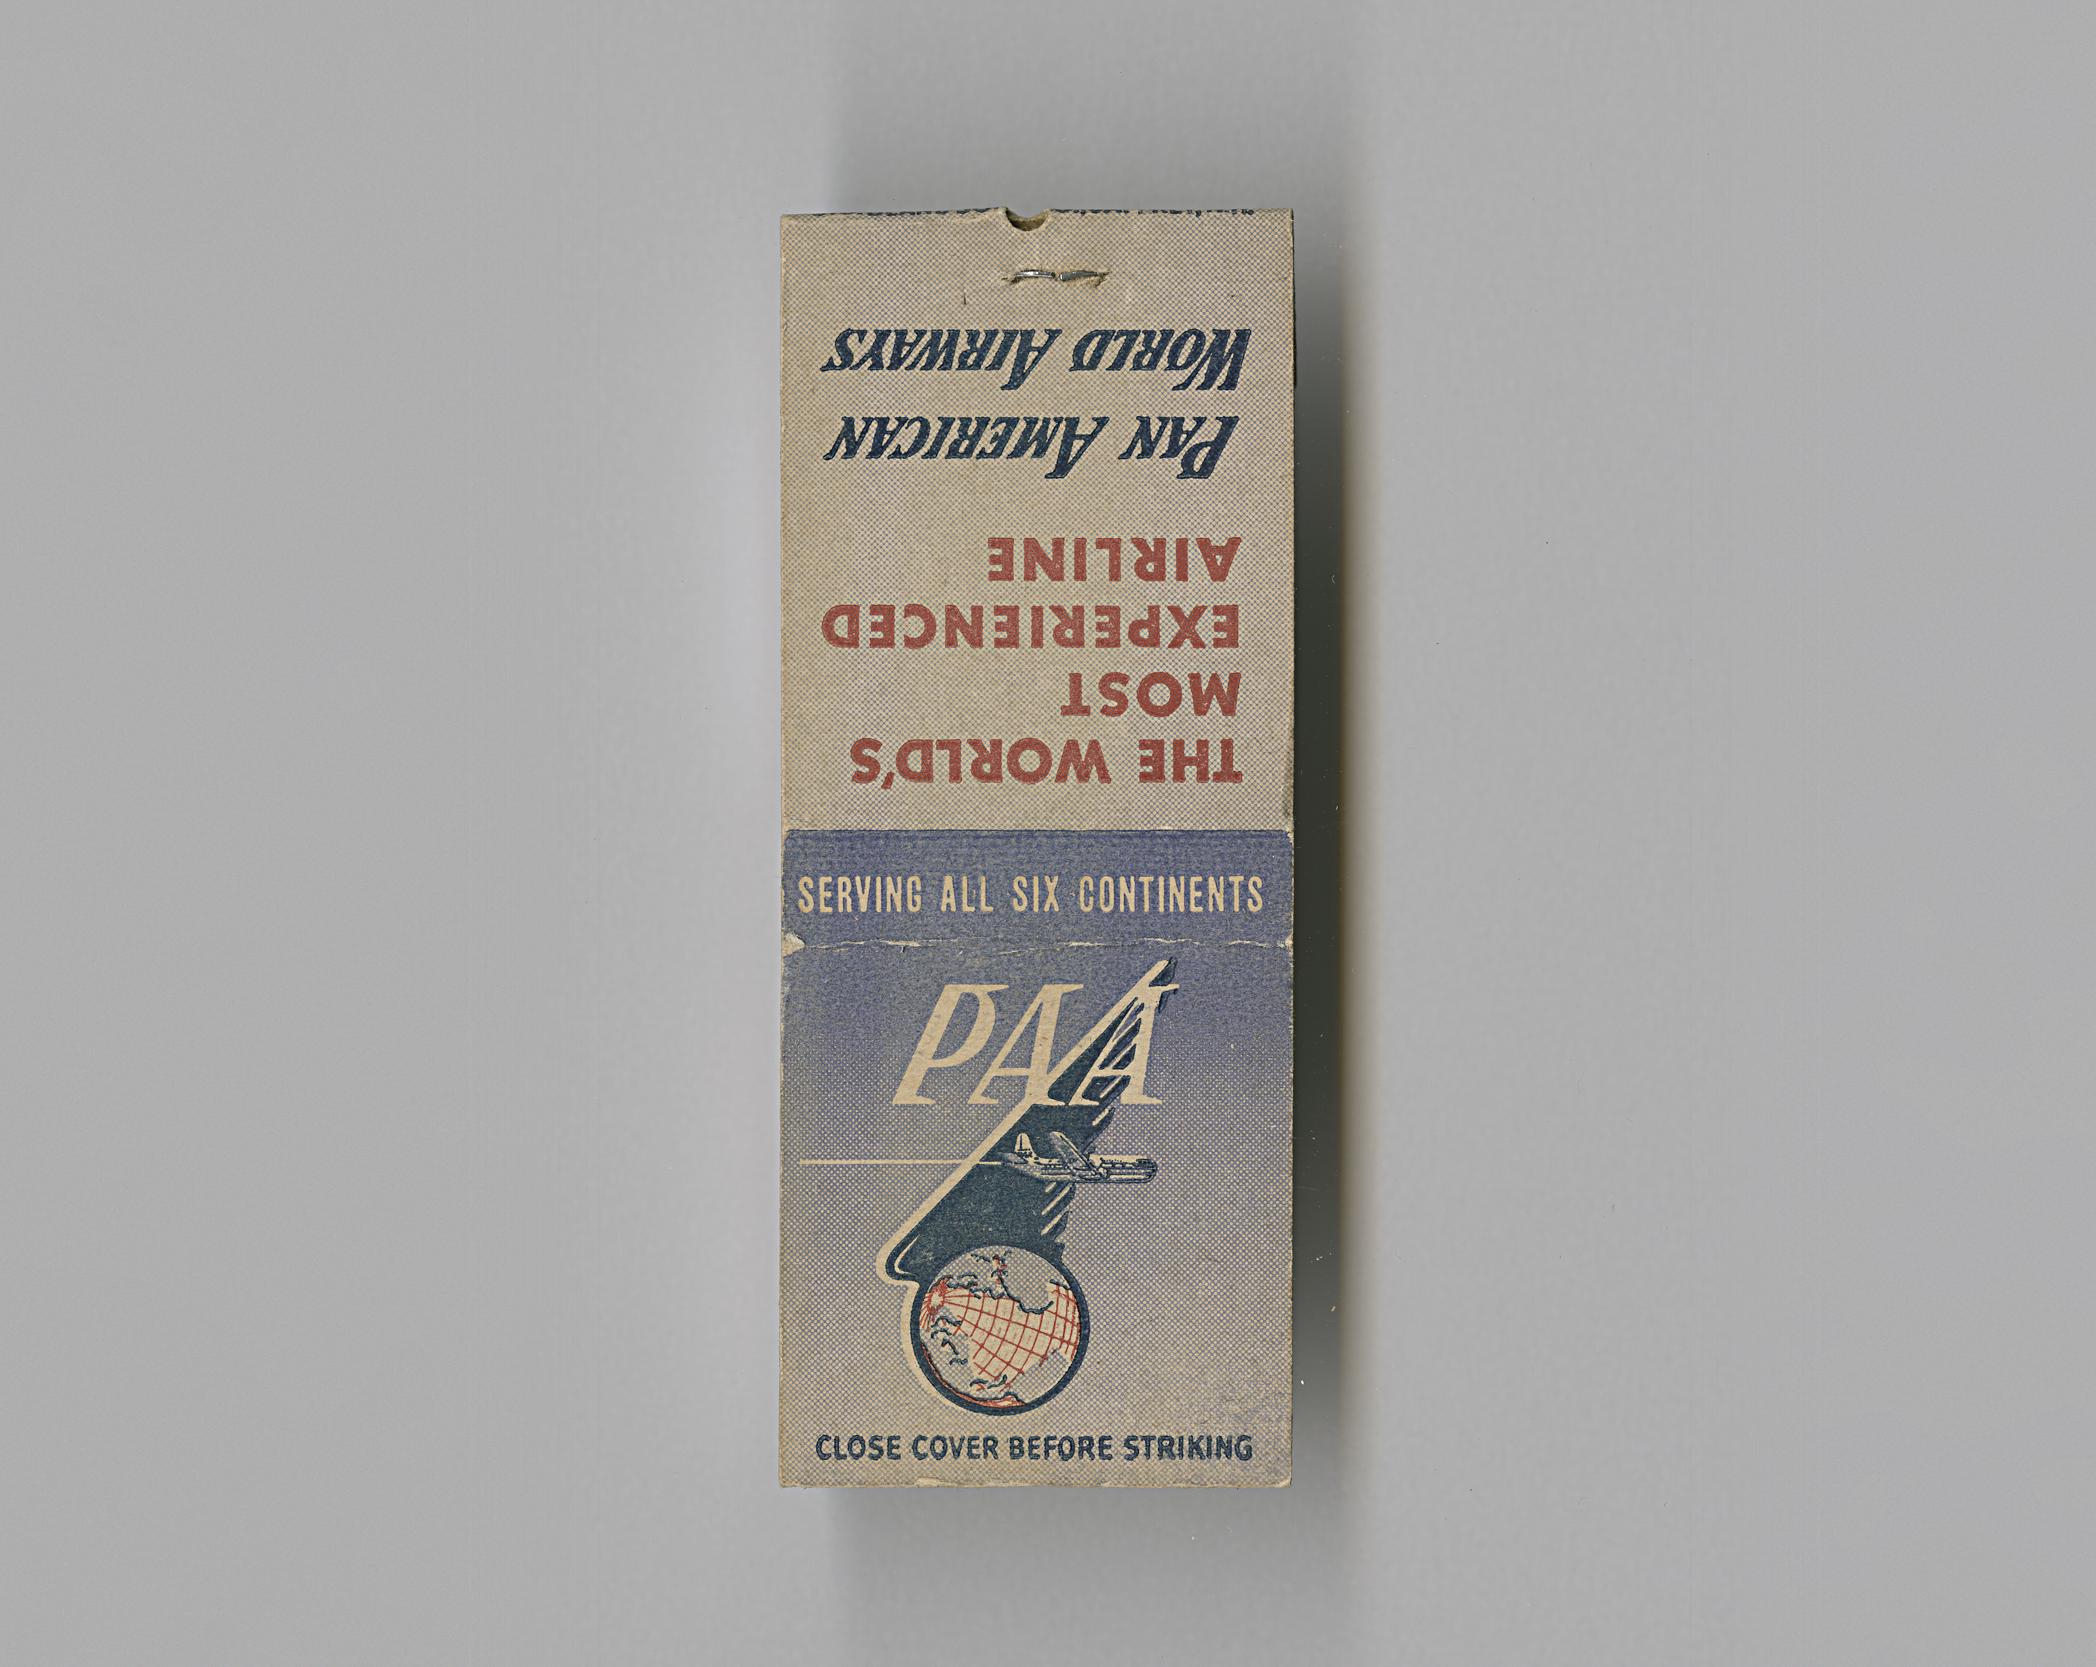 THE WORLD'S
MOST
EXPERIENCED
AIRLINE
PAN AMERICAN
WORLD AIRWAYS
SERVING ALL SIX CONTINENTS
PAA
CLOSE COVER BEFORE STRIKING